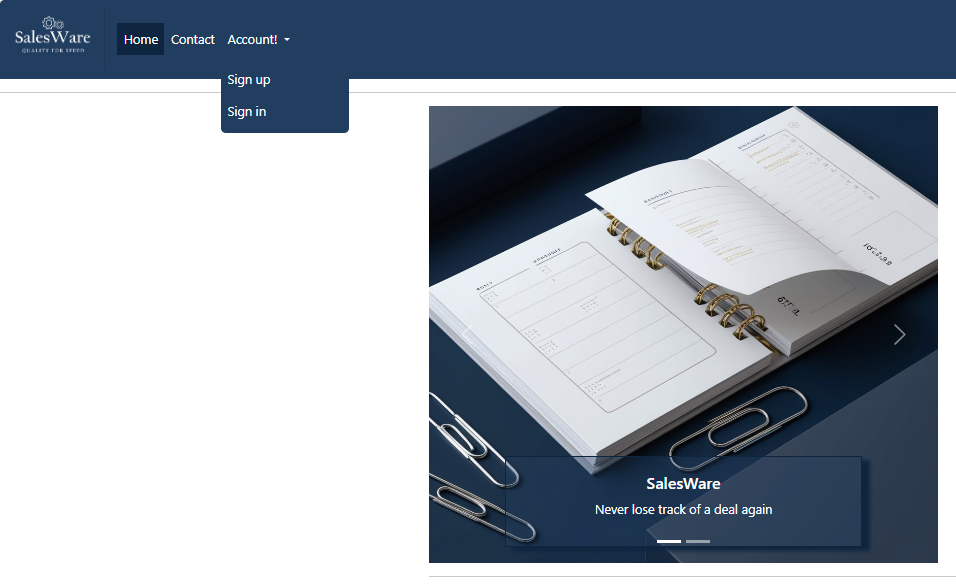 SalesWare
QUALITY FOR SPEED
Home
Contact
Account!
Sign up
Sign in
SalesWare
Never lose track of a deal again